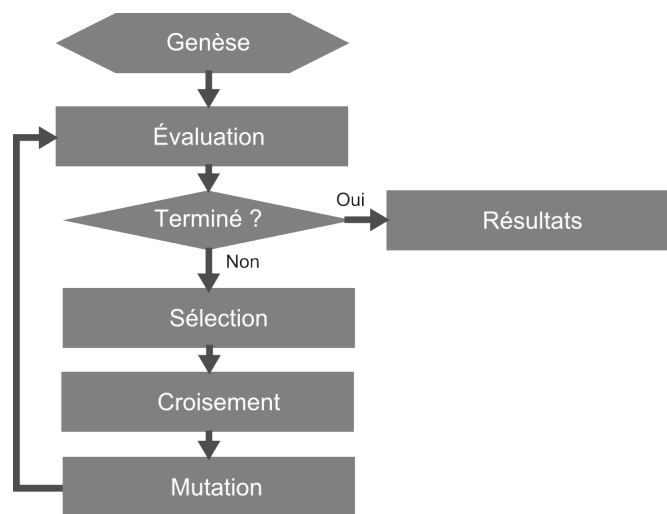 Genèse
Évaluation
Terminé ?
Oui
Résultats
Non
Sélection
Croisement
Mutation